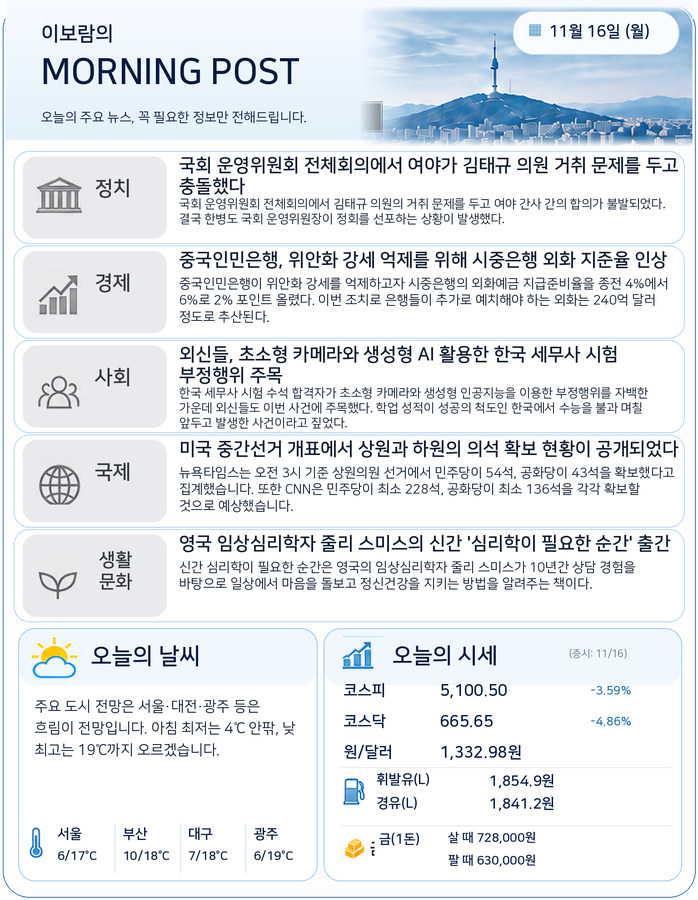 이보람의
MORNING POST
오늘의 주요 뉴스, 꼭 필요한 정보만 전해드립니다.
11월 16일 (월)
정치
국회 운영위원회 전체회의에서 여야가 김태규 의원 거취 문제를 두고
충돌했다
국회 운영위원회 전체회의에서 김태규 의원의 거취 문제를 두고 여야 간사 간의 합의가 불발되었다.
결국 한병도 국회 운영위원장이 정회를 선포하는 상황이 발생했다.
경제
중국인민은행, 위안화 강세 억제를 위해 시중은행 외화 지준율 인상
중국인민은행이 위안화 강세를 억제하고자 시중은행의 외화예금 지급준비율을 종전 4%에서
6%로 2% 포인트 올렸다. 이번 조치로 은행들이 추가로 예치해야 하는 외화는 240억 달러
정도로 추산된다.
사회
외신들, 초소형 카메라와 생성형 AI 활용한 한국 세무사 시험
부정행위 주목
한국 세무사 시험 수석 합격자가 초소형 카메라와 생성형 인공지능을 이용한 부정행위를 자백한
가운데 외신들도 이번 사건에 주목했다. 학업 성적이 성공의 척도인 한국에서 수능을 불과 며칠
앞두고 발생한 사건이라고 짚었다.
국제
미국 중간선거 개표에서 상원과 하원의 의석 확보 현황이 공개되었다
뉴욕타임스는 오전 3시 기준 상원의원 선거에서 민주당이 54석, 공화당이 43석을 확보했다고
집계했습니다. 또한 CNN은 민주당이 최소 228석, 공화당이 최소 136석을 각각 확보할
것으로 예상했습니다.
생활
문화
영국 임상심리학자 줄리 스미스의 신간 '심리학이 필요한 순간' 출간
신간 심리학이 필요한 순간은 영국의 임상심리학자 줄리 스미스가 10년간 상담 경험을
바탕으로 일상에서 마음을 돌보고 정신건강을 지키는 방법을 알려주는 책이다.
오늘의 날씨
주요 도시 전망은 서울·대전·광주 등은
흐림이 전망입니다. 아침 최저는 4℃ 안팎, 낮
최고는 19℃까지 오르겠습니다.
서울 부산 대구 광주
6/17°C 10/18°C 7/18°C 6/19°C
오늘의 시세
(증시: 11/16)
코스피 5,100.50 -3.59%
코스닥 665.65 -4.86%
원/달러 1,332.98원
휘발유(L) 1,854.9원
경유(L) 1,841.2원
금(1돈) 살 때 728,000원
팔 때 630,000원